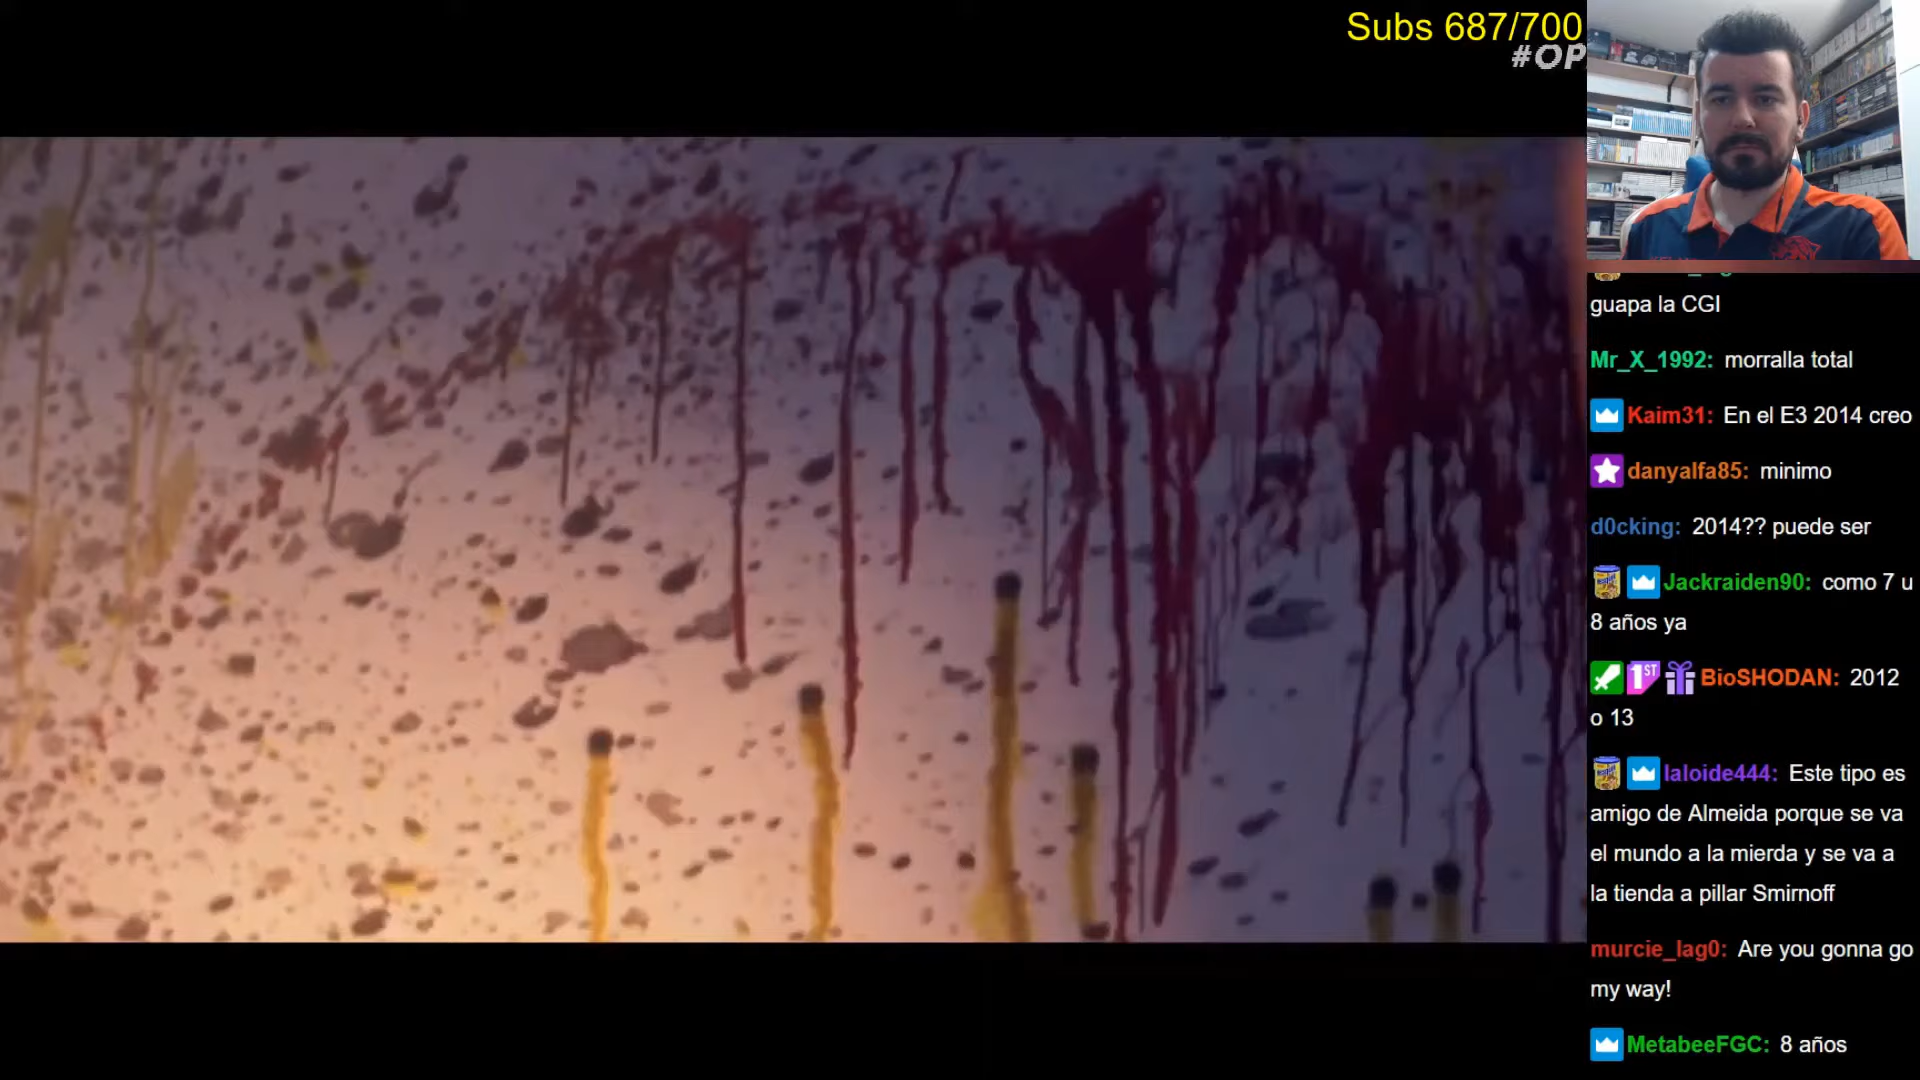 Subs 687/700
#OP
guapa la CGI
Mr_X_1992: morralla total
Kaim31: En el E3 2014 creo
danyalfa85: minimo
d0cking: 2014?? puede ser
Jackraiden90: como 7 u
8 años ya
1ST BioSHODAN: 2012
o 13
laloide444: Este tipo es
amigo de Almeida porque se va
el mundo a la mierda y se va a
la tienda a pillar Smirnoff
murcie_lag0: Are you gonna go
my way!
MetabeeFGC: 8 años